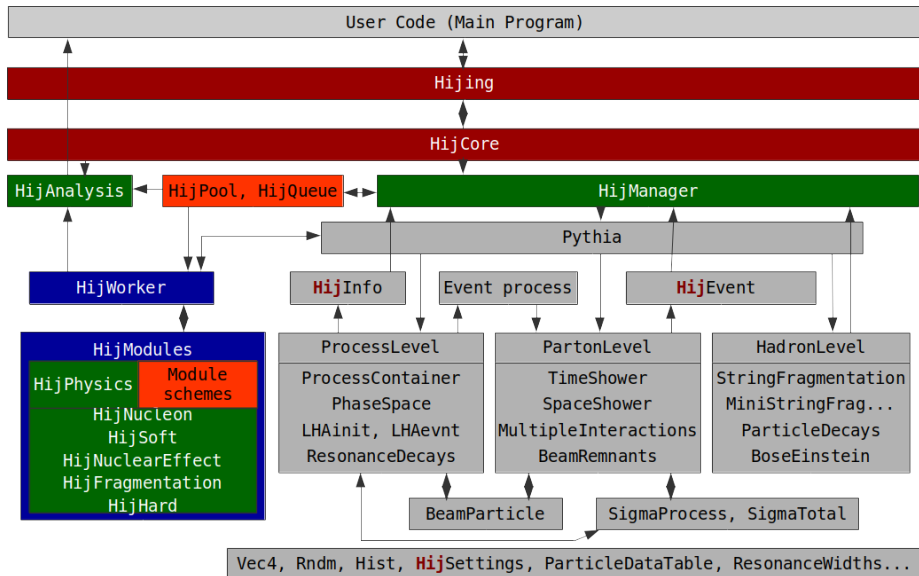 User Code (Main Program)
Hijing
HijCore
HijAnalysis
HijPool, HijQueue
HijManager
Pythia
HijWorker
HijInfo
Event process
HijEvent
HijModules
HijPhysics
Module
schemes
HijNucleon
HijSoft
HijNuclearEffect
HijFragmentation
HijHard
ProcessLevel
ProcessContainer
PhaseSpace
LHAinit, LHAevnt
ResonanceDecays
PartonLevel
TimeShower
SpaceShower
MultipleInteractions
BeamRemnants
HadronLevel
StringFragmentation
MiniStringFrag...
ParticleDecays
BoseEinstein
BeamParticle
SigmaProcess, SigmaTotal
Vec4, Rndm, Hist, HijSettings, ParticleDataTable, ResonanceWidths...